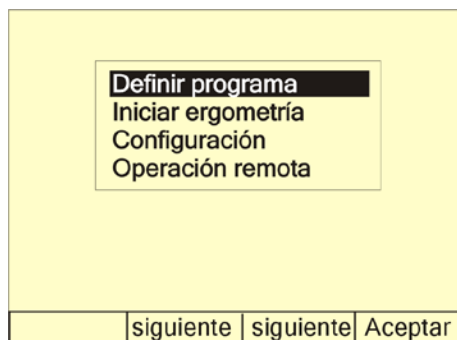 Definir programa
Iniciar ergometría
Configuración
Operación remota
siguiente siguiente Aceptar